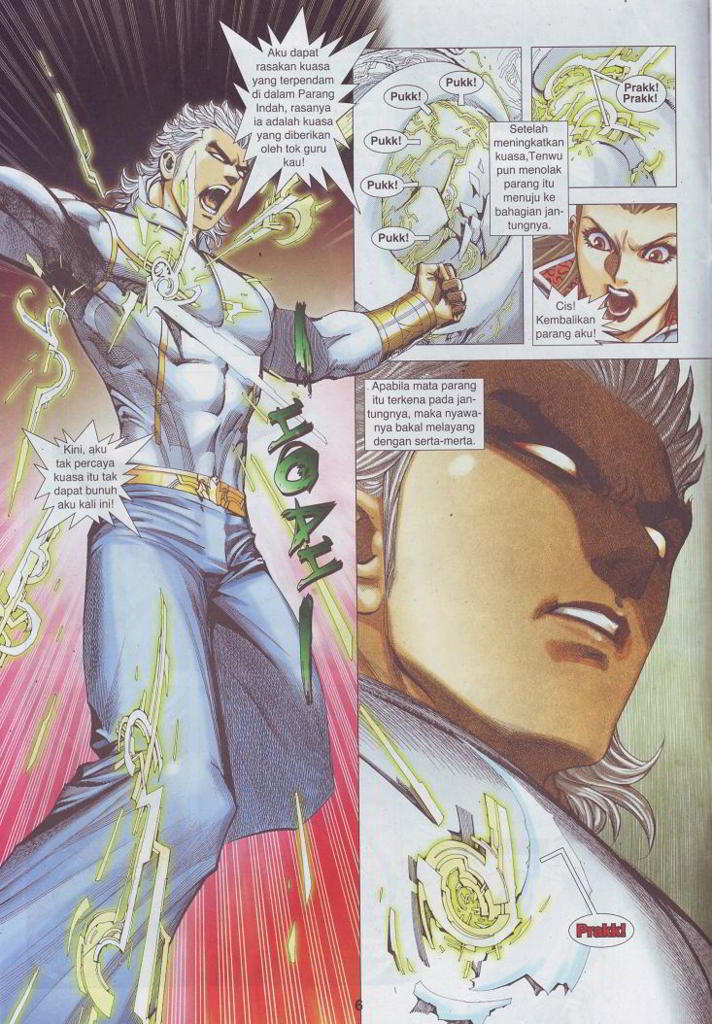 Aku dapat
rasakan kuasa
yang terpendam
di dalam Parang
Indah, rasanya
ia adalah kuasa
yang diberikan
oleh tok guru
kau!
Kini, aku
tak percaya
kuasa itu tak
dapat bunuh
aku kali ini!
! HOAH !
Pukk!
Pukk!
Pukk!
Pukk!
Pukk!
Setelah
meningkatkan
kuasa,Tenwu
pun menolak
parang itu
menuju ke
bahagian jan-
tungnya.
Prakk!
Prakk!
Cis!
Kembalikan
parang aku!
. Apabila mata parang
itu terkena pada jan-
tungnya, maka nyawa-
nya bakal melayang
dengan serta-merta.
Prakk!
6